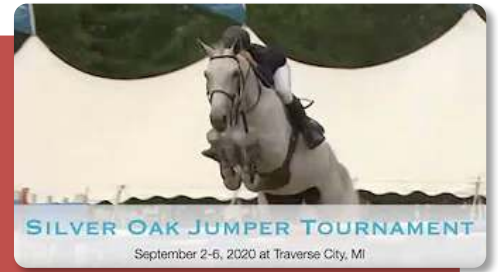 SILVER OAK JUMPER TOURNAMENT
September 2-6, 2020 at Traverse City, MI